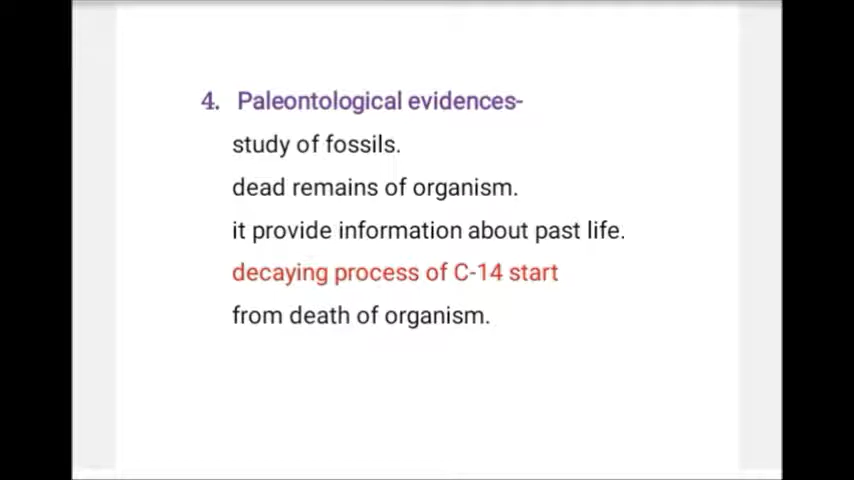 4. Paleontological evidences-
study of fossils.
dead remains of organism.
it provide information about past life.
decaying process of C-14 start
from death of organism.